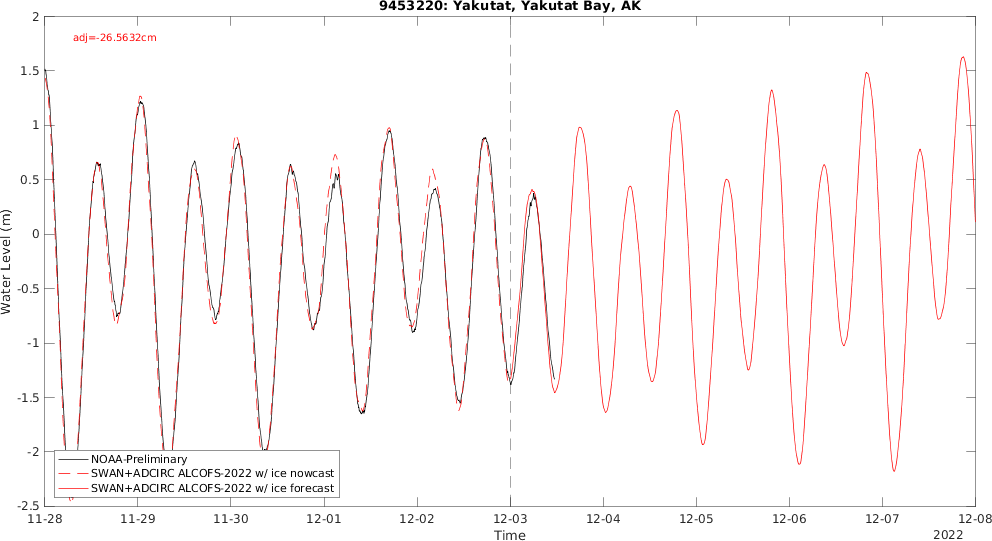 9453220: Yakutat, Yakutat Bay, AK
adj=-26.5632cm
2
1.5
1
0.5
0
-0.5
-1
-1.5
-2
-2.5
Water Level (m)
NOAA-Preliminary
SWAN+ADCIRC ALCOFS-2022 w/ ice nowcast
SWAN+ADCIRC ALCOFS-2022 w/ ice forecast
11-28 11-29 11-30 12-01 12-02 12-03 12-04 12-05 12-06 12-07 12-08
Time
2022